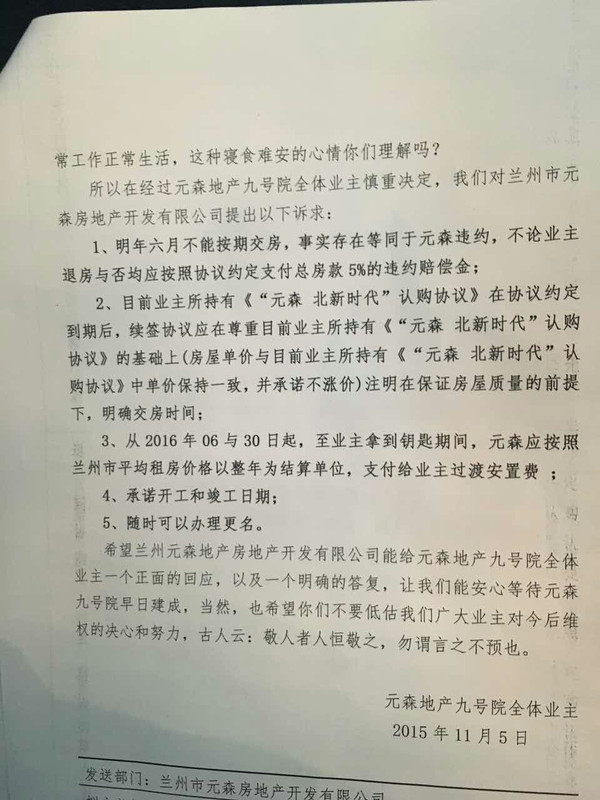 常工作正常生活，这种寝食难安的心情你们理解吗？
所以在经过元森地产九号院全体业主慎重决定，我们对兰州市元
森房地产开发有限公司提出以下诉求：
1、明年六月不能按期交房，事实存在等同于元森违约，不论业主
退房与否均应按照协议约定支付总房款 5%的违约赔偿金；
2、目前业主所持有《“元森 北新时代”认购协议》在协议约定
到期后，续签协议应在尊重目前业主所持有《“元森 北新时代”认购
协议》的基础上(房屋单价与目前业主所持有《“元森 北新时代”认
购协议》中单价保持一致，并承诺不涨价)注明在保证房屋质量的前提
下，明确交房时间；
3、从 2016 年 06 与 30 日起，至业主拿到钥匙期间，元森应按照
兰州市平均租房价格以整年为结算单位，支付给业主过渡安置费 ；
4、承诺开工和竣工日期；
5、随时可以办理更名。
希望兰州元森地产房地产开发有限公司能给元森地产九号院全体
业主一个正面的回应，以及一个明确的答复，让我们能安心等待元森
九号院早日建成，当然，也希望你们不要低估我们广大业主对今后维
权的决心和努力，古人云：敬人者人恒敬之，勿谓言之不预也。
元森地产九号院全体业主
2015 年 11 月 5 日
发送部门：兰州市元森房地产开发有限公司